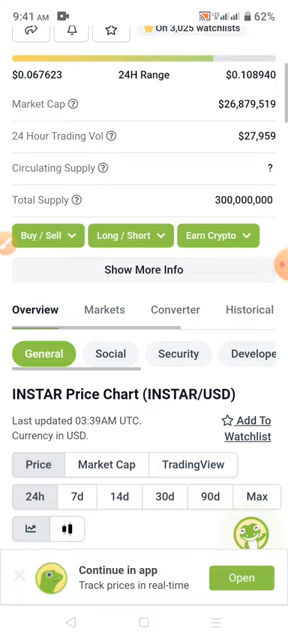 9:41 AM
62%
On 3,025 watchlists
$0.067623 24H Range $0.108940
Market Cap $26,879,519
24 Hour Trading Vol $27,959
Circulating Supply ?
Total Supply 300,000,000
Buy / Sell Long / Short Earn Crypto
Show More Info
Overview Markets Converter Historical
General Social Security Develope
INSTAR Price Chart (INSTAR/USD)
Last updated 03:39AM UTC.
Currency in USD.
Add To
Watchlist
Price Market Cap TradingView
24h 7d 14d 30d 90d Max
Continue in app
Track prices in real-time
Open